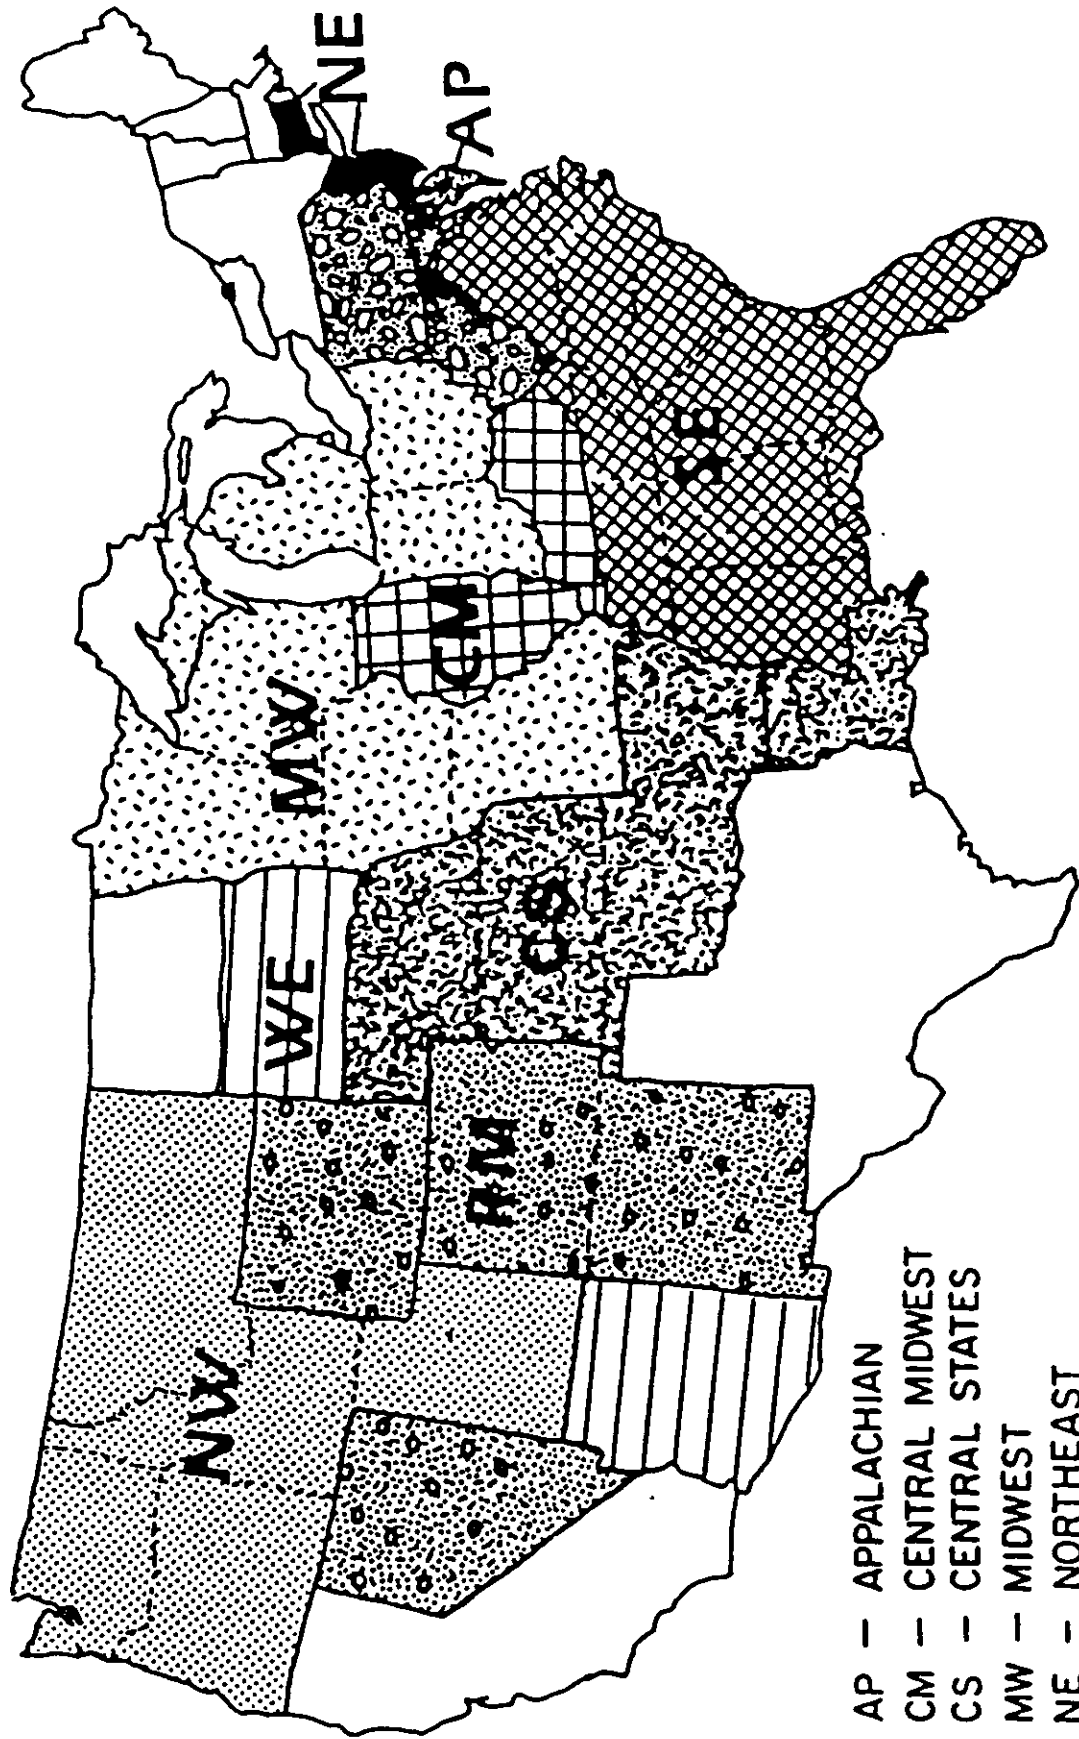 NE
AP
MW
WE
CM
NW
RM
CS
SE
AP – APPALACHIAN
CM – CENTRAL MIDWEST
CS – CENTRAL STATES
MW – MIDWEST
NE – NORTHEAST